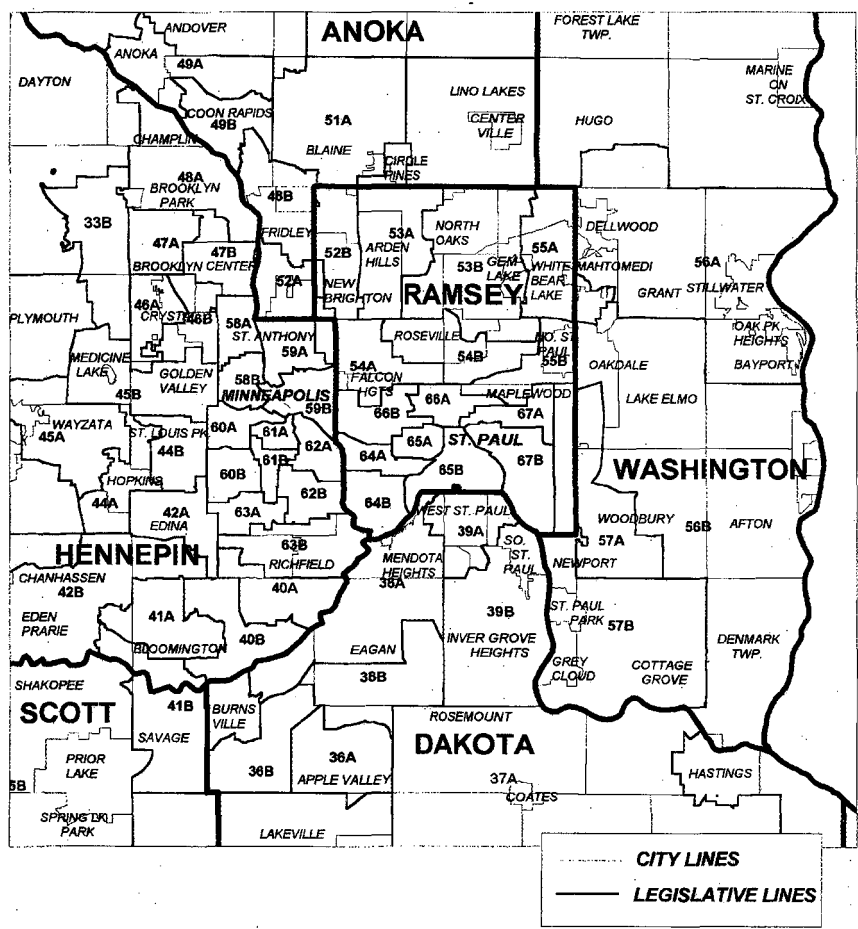 ANDOVER
ANOKA
FOREST LAKE
TWP.
ANOKA
49A
DAYTON
MARINE
ON
ST. CROIX
LINO LAKES
COON RAPIDS
49B
51A
CENTER
VILLE
HUGO
CHAMPLIN
BLAINE
CIRCLE
PINES
48A
BROOKLYN
PARK
48B
33B
FRIDLEY
NORTH
OAKS
DELLWOOD
53A
47A
47B
52B
ARDEN
HILLS
55A
BROOKLYN CENTER
53B
GEM
LAKE
WHITE
BEAR
LAKE
MAHTOMEDI
56A
52A
NEW
BRIGHTON
RAMSEY
GRANT
STILLWATER
46A
CRYSTAL
46B
PLYMOUTH
58A
ST. ANTHONY
59A
ROSEVILLE
NO. ST.
PAUL
55B
OAK PK
HEIGHTS
BAYPORT
MEDICINE
LAKE
GOLDEN
VALLEY
54A
54B
OAKDALE
FALCON
HGTS
45B
58B
MINNEAPOLIS
59B
66B
66A
MAPLEWOOD
67A
LAKE ELMO
WAYZATA
45A
ST. LOUIS PK.
44B
60A
61A
62A
65A
ST. PAUL
61B
64A
67B
WASHINGTON
HOPKINS
60B
65B
62B
44A
42A
EDINA
63A
64B
WEST ST. PAUL
39A
WOODBURY
57A
56B
AFTON
HENNEPIN
63B
RICHFIELD
MENDOTA
HEIGHTS
38A
SO.
ST.
PAUL
NEWPORT
CHANHASSEN
42B
40A
EDEN
PRARIE
41A
BLOOMINGTON
40B
39B
INVER GROVE
HEIGHTS
ST. PAUL
PARK
57B
DENMARK
TWP.
EAGAN
38B
GREY
CLOUD
COTTAGE
GROVE
SHAKOPEE
SCOTT
41B
BURNS
VILLE
ROSEMOUNT
SAVAGE
DAKOTA
PRIOR
LAKE
36B
36A
APPLE VALLEY
37A
COATES
HASTINGS
5B
SPRING LK
PARK
LAKEVILLE
CITY LINES
LEGISLATIVE LINES